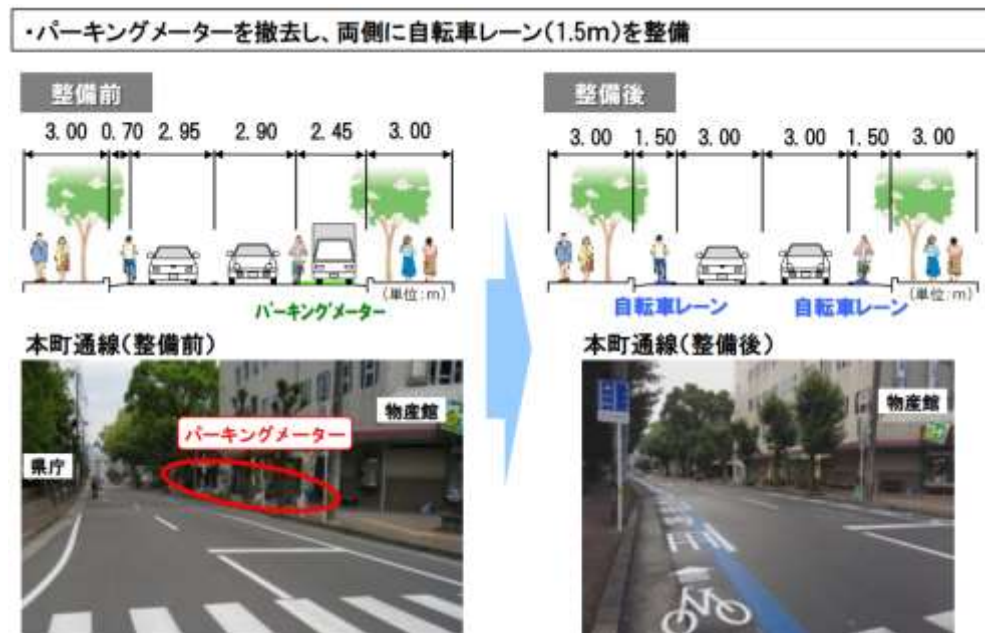 ・パーキングメーターを撤去し、両側に自転車レーン(1.5m)を整備
整備前
3.00 0.70 2.95 2.90 2.45 3.00
(単位:m)
パーキングメーター
本町通線(整備前)
物産館
パーキングメーター
県庁
整備後
3.00 1.50 3.00 3.00 1.50 3.00
(単位:m)
自転車レーン 自転車レーン
本町通線(整備後)
物産館